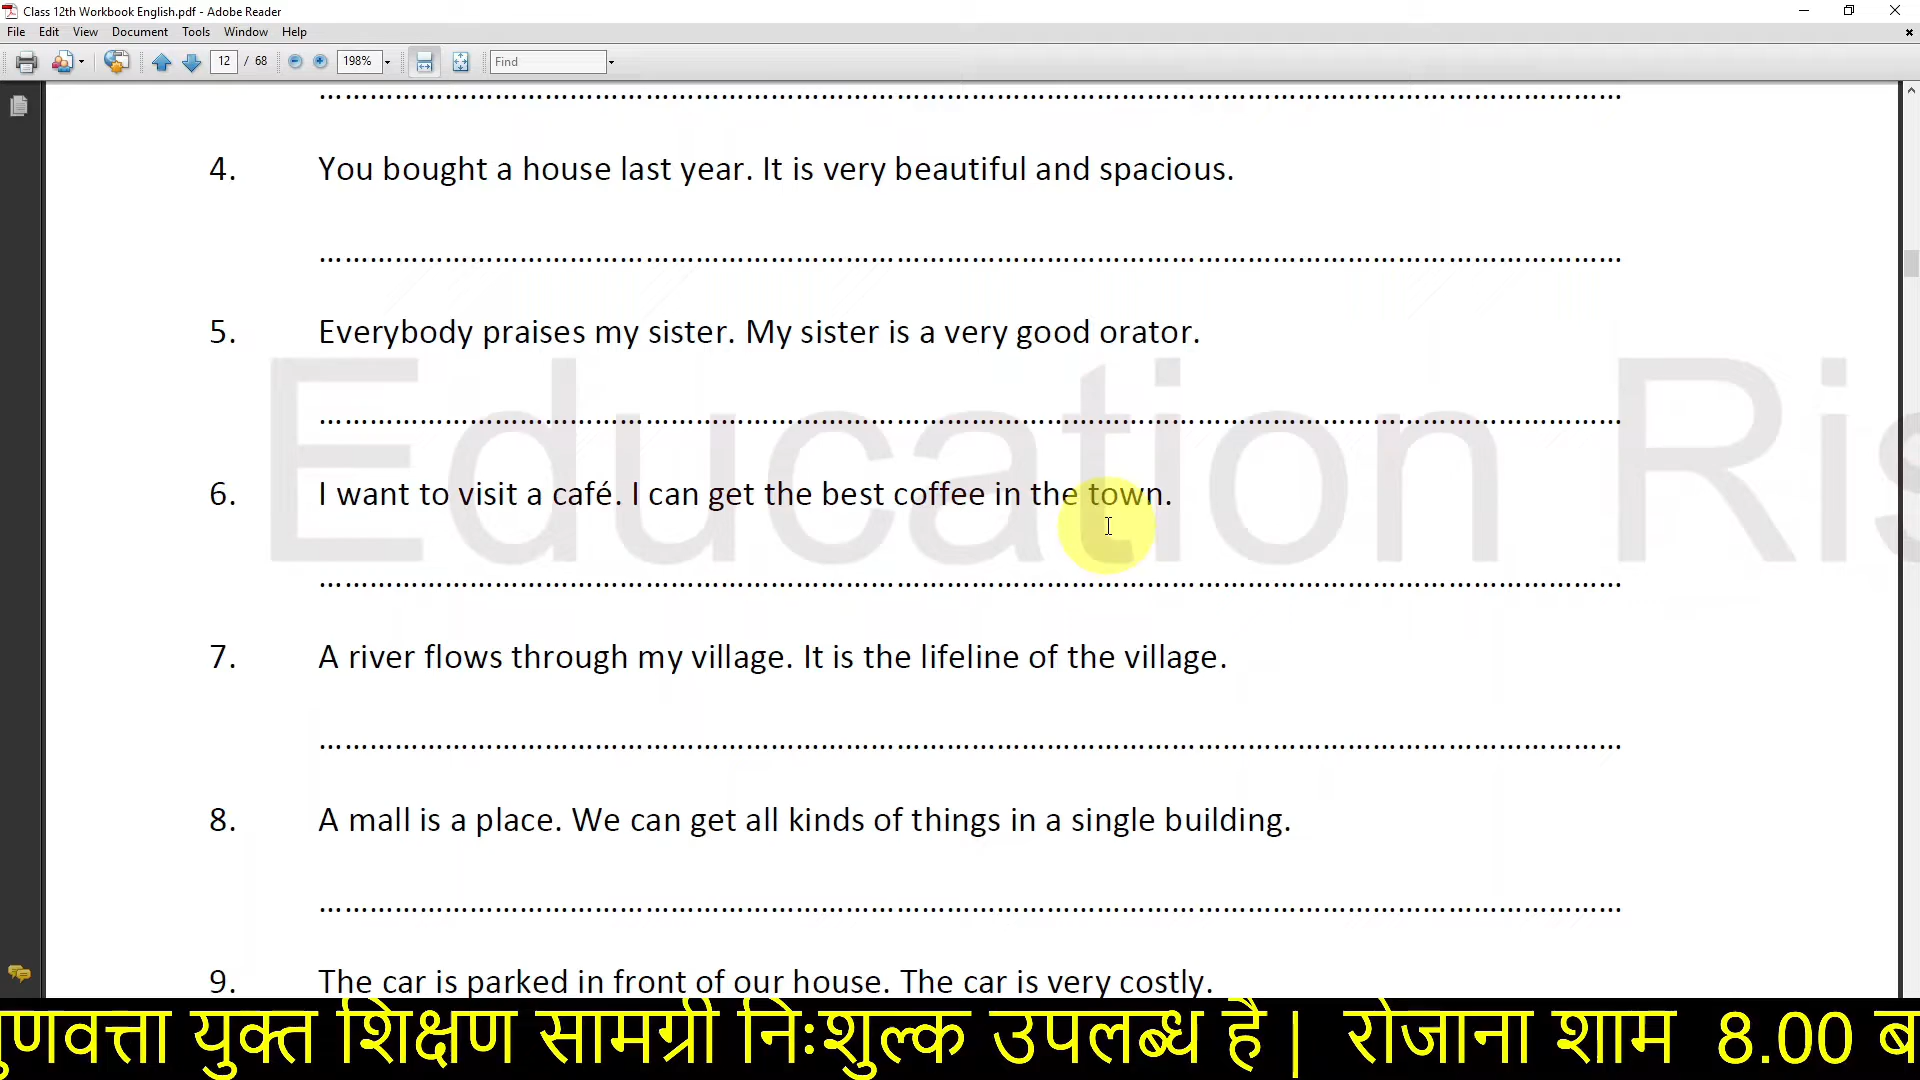 Class 12th Workbook English.pdf - Adobe Reader
File Edit View Document Tools Window Help
12 / 68 198% Find
4. You bought a house last year. It is very beautiful and spacious.
5. Everybody praises my sister. My sister is a very good orator.
Education Ris
6. I want to visit a café. I can get the best coffee in the town.
7. A river flows through my village. It is the lifeline of the village.
8. A mall is a place. We can get all kinds of things in a single building.
9. The car is parked in front of our house. The car is very costly.
गुणवत्ता युक्त शिक्षण सामग्री निःशुल्क उपलब्ध है | रोजाना शाम 8.00 ब